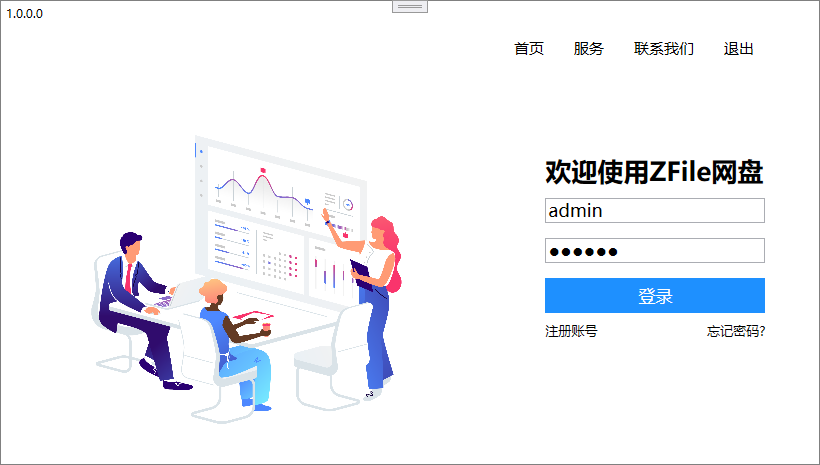 1.0.0.0
首页 服务 联系我们 退出
欢迎使用ZFile网盘
admin
●●●●●●
登录
注册账号 忘记密码?